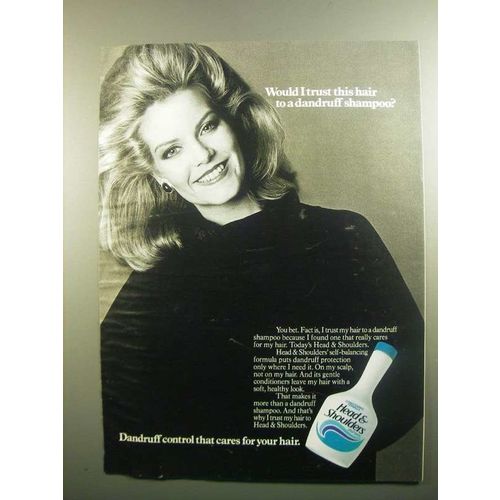 Would I trust this hair
to a dandruff shampoo?
You bet. Fact is, I trust my hair to a dandruff
shampoo because I found one that really cares
for my hair. Today's Head & Shoulders.
Head & Shoulders' self-balancing
formula puts dandruff protection
only where I need it. On my scalp,
not on my hair. And its gentle
conditioners leave my hair with a
soft, healthy look.
That makes it
more than a dandruff
shampoo. And that's
why I trust my hair to
Head & Shoulders.
Head &
Shoulders
Dandruff control that cares for your hair.